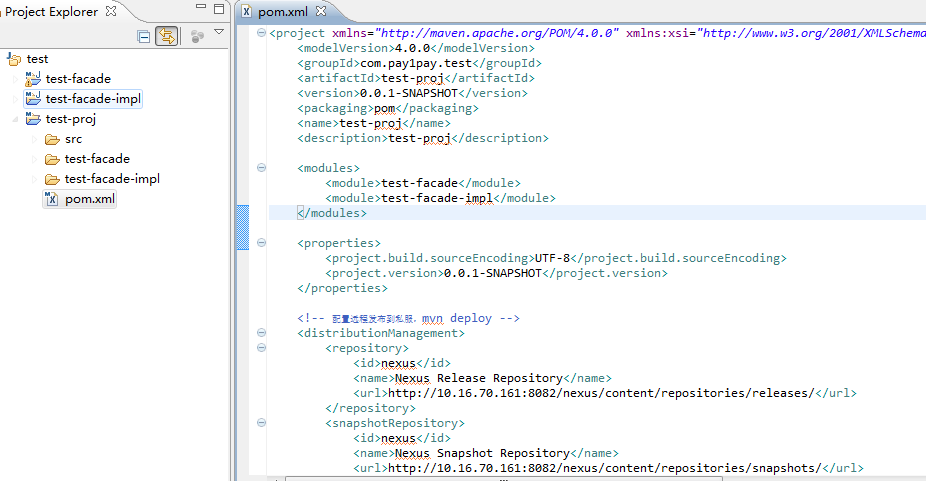 Project Explorer
test
test-facade
test-facade-impl
test-proj
src
test-facade
test-facade-impl
pom.xml
pom.xml
<project xmlns="http://maven.apache.org/POM/4.0.0" xmlns:xsi="http://www.w3.org/2001/XMLSchema
<modelVersion>4.0.0</modelVersion>
<groupId>com.pay1pay.test</groupId>
<artifactId>test-proj</artifactId>
<version>0.0.1-SNAPSHOT</version>
<packaging>pom</packaging>
<name>test-proj</name>
<description>test-proj</description>
<modules>
<module>test-facade</module>
<module>test-facade-impl</module>
</modules>
<properties>
<project.build.sourceEncoding>UTF-8</project.build.sourceEncoding>
<project.version>0.0.1-SNAPSHOT</project.version>
</properties>
<!-- 配置远程发布到私服，mvn deploy -->
<distributionManagement>
<repository>
<id>nexus</id>
<name>Nexus Release Repository</name>
<url>http://10.16.70.161:8082/nexus/content/repositories/releases/</url>
</repository>
<snapshotRepository>
<id>nexus</id>
<name>Nexus Snapshot Repository</name>
<url>http://10.16.70.161:8082/nexus/content/repositories/snapshots/</url>